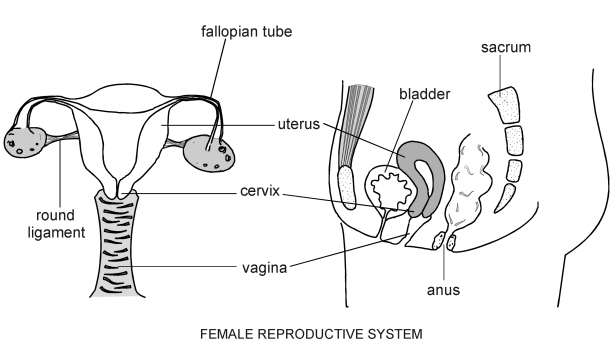 fallopian tube
sacrum
bladder
uterus
cervix
round
ligament
vagina
anus
FEMALE REPRODUCTIVE SYSTEM